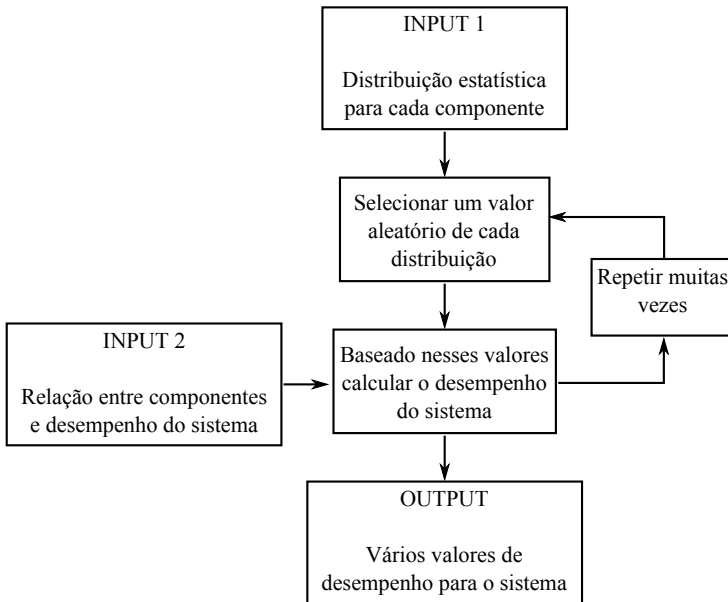 INPUT 1
Distribuição estatística
para cada componente
Selecionar um valor
aleatório de cada
distribuição
Repetir muitas
vezes
INPUT 2
Relação entre componentes
e desempenho do sistema
Baseado nesses valores
calcular o desempenho
do sistema
OUTPUT
Vários valores de
desempenho para o sistema